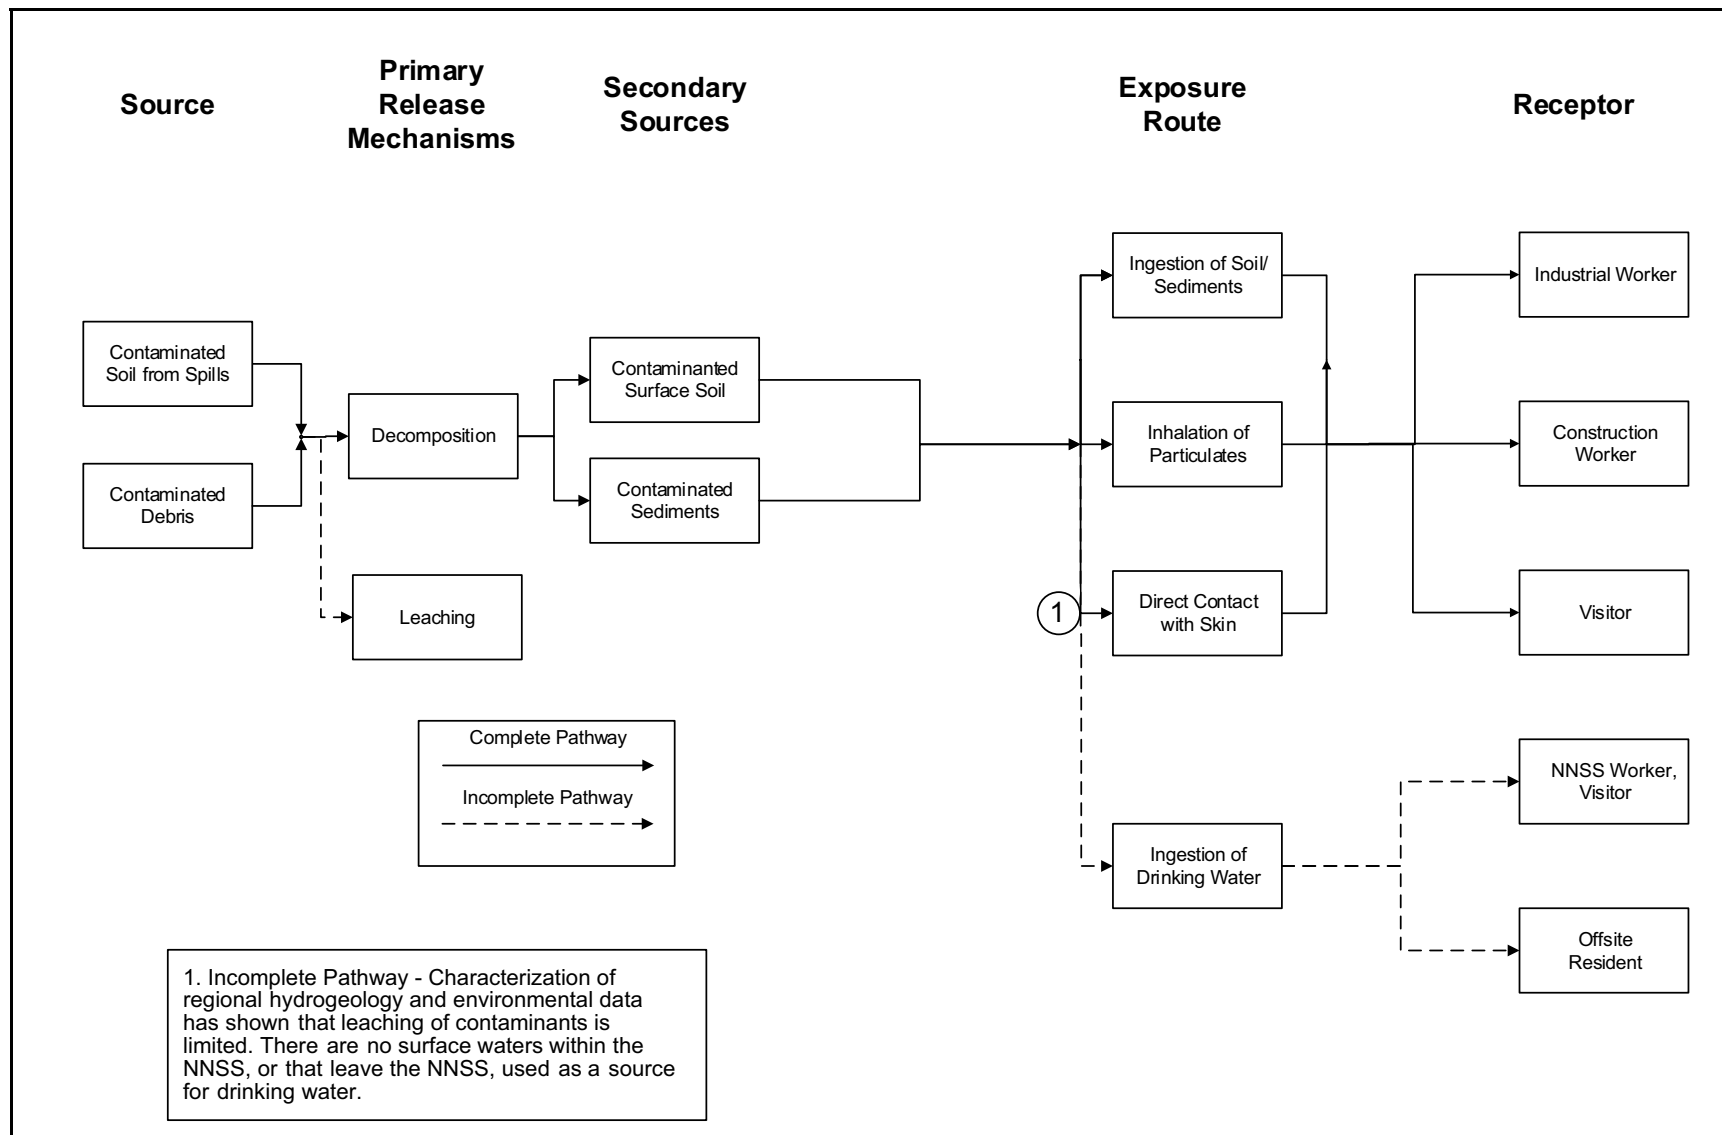 Source
Primary
Release
Mechanisms
Secondary
Sources
Exposure
Route
Receptor
Contaminated
Soil from Spills
Contaminated
Debris
Decomposition
Leaching
Contaminanted
Surface Soil
Contaminated
Sediments
Ingestion of Soil/
Sediments
Inhalation of
Particulates
1
Direct Contact
with Skin
Ingestion of
Drinking Water
Industrial Worker
Construction
Worker
Visitor
NNSS Worker,
Visitor
Offsite
Resident
Complete Pathway
Incomplete Pathway
1. Incomplete Pathway - Characterization of
regional hydrogeology and environmental data
has shown that leaching of contaminants is
limited. There are no surface waters within the
NNSS, or that leave the NNSS, used as a source
for drinking water.